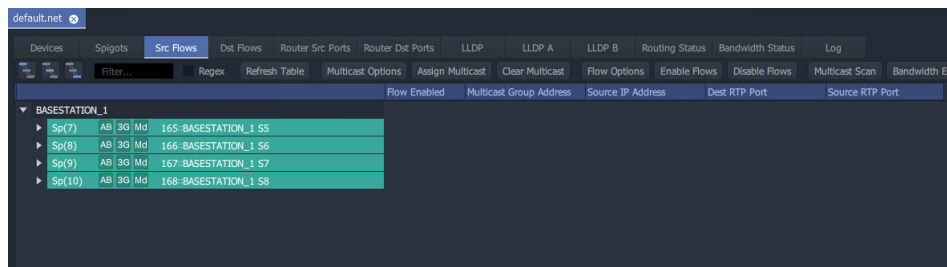 default.net
Devices Spigots Src Flows Dst Flows Router Src Ports Router Dst Ports LLDP LLDP A LLDP B Routing Status Bandwidth Status Log
Filter... Regex Refresh Table Multicast Options Assign Multicast Clear Multicast Flow Options Enable Flows Disable Flows Multicast Scan Bandwidth E
Flow Enabled Multicast Group Address Source IP Address Dest RTP Port Source RTP Port
BASESTATION_1
Sp(7) AB 3G Md 165::BASESTATION_1 S5
Sp(8) AB 3G Md 166::BASESTATION_1 S6
Sp(9) AB 3G Md 167::BASESTATION_1 S7
Sp(10) AB 3G Md 168::BASESTATION_1 S8